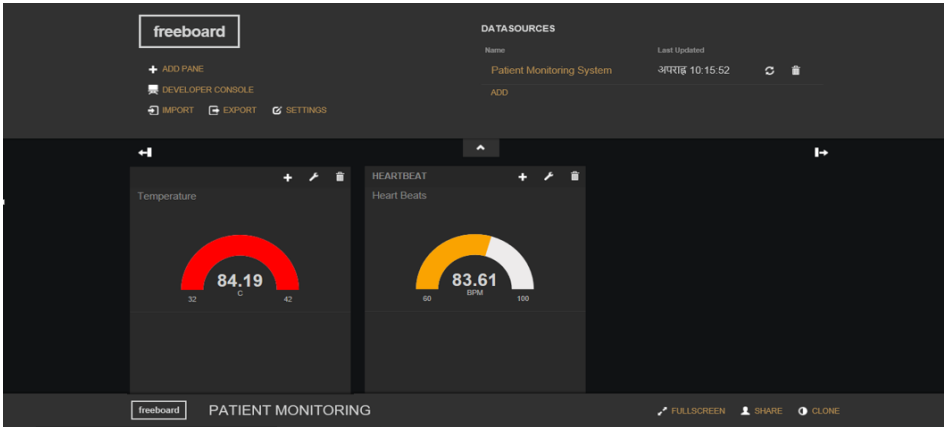 freeboard
ADD PANE
DEVELOPER CONSOLE
IMPORT EXPORT SETTINGS
DATASOURCES
Name Last Updated
Patient Monitoring System अपराह्न 10:15:52
ADD
Temperature
84.19
C
32 42
HEARTBEAT
Heart Beats
83.61
BPM
60 100
freeboard PATIENT MONITORING FULLSCREEN SHARE CLONE